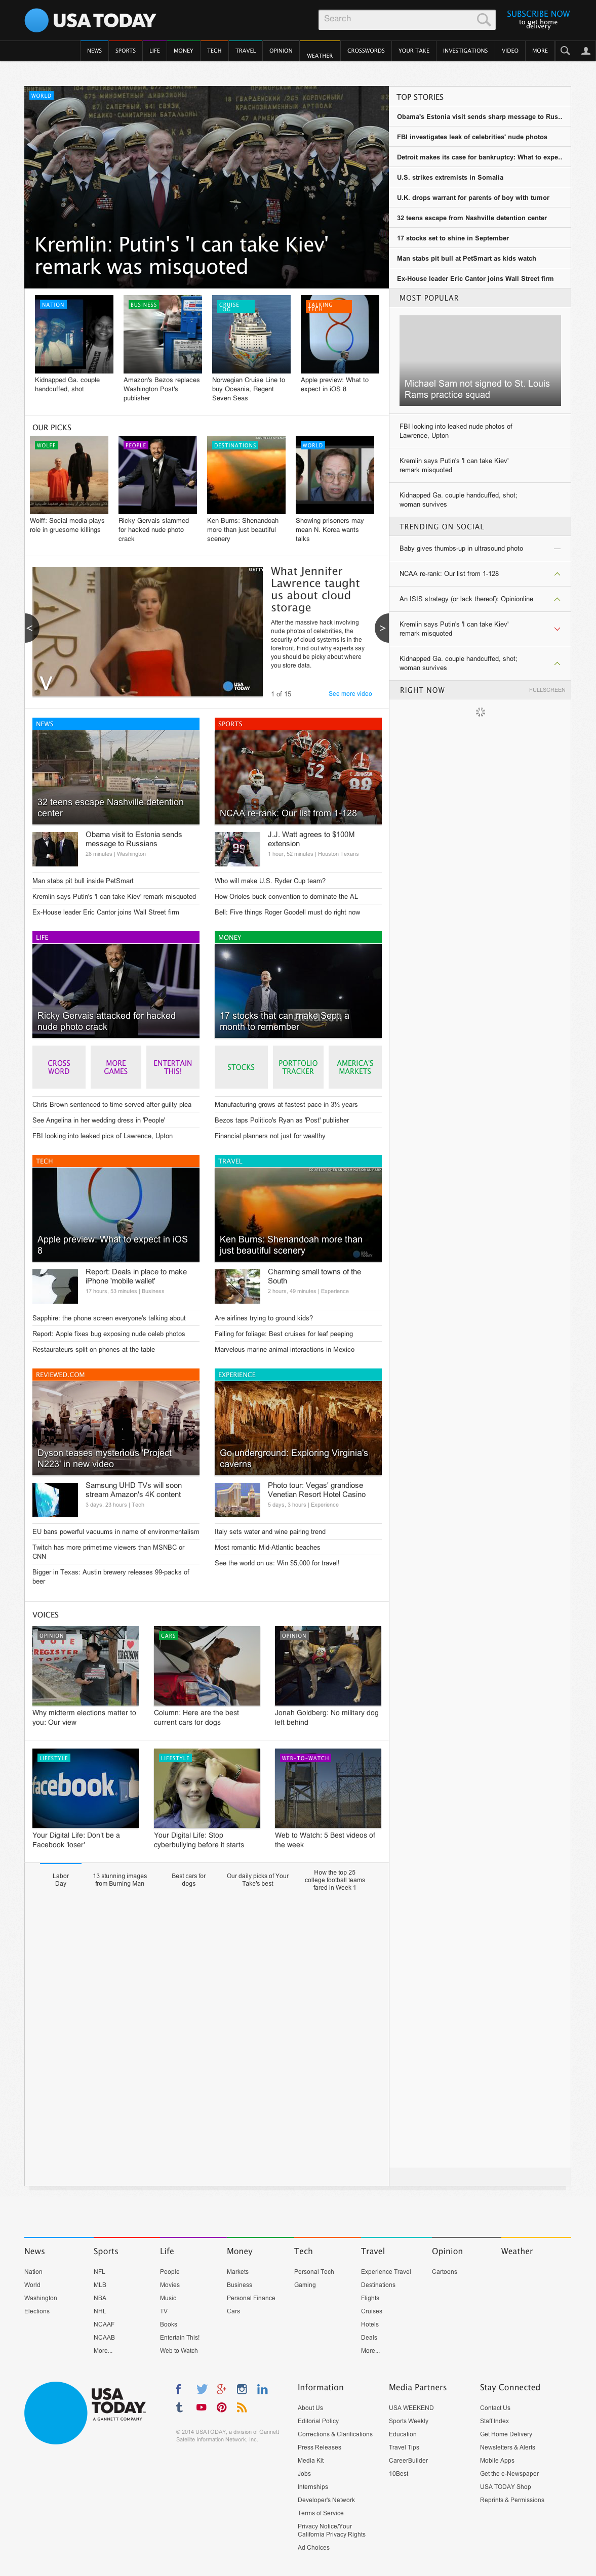 USA TODAY
Search
SUBSCRIBE NOW
to get home
delivery
NEWS
SPORTS
LIFE
MONEY
TECH
TRAVEL
OPINION
WEATHER
CROSSWORDS
YOUR TAKE
INVESTIGATIONS
VIDEO
MORE
WORLD
Kremlin: Putin's 'I can take Kiev'
remark was misquoted
NATION
Kidnapped Ga. couple
handcuffed, shot
BUSINESS
Amazon's Bezos replaces
Washington Post's
publisher
CRUISE
LOG
Norwegian Cruise Line to
buy Oceania, Regent
Seven Seas
TALKING
TECH
Apple preview: What to
expect in iOS 8
OUR PICKS
WOLFF
Wolff: Social media plays
role in gruesome killings
PEOPLE
Ricky Gervais slammed
for hacked nude photo
crack
DESTINATIONS
Ken Burns: Shenandoah
more than just beautiful
scenery
WORLD
Showing prisoners may
mean N. Korea wants
talks
<
GETTY
V
USA
TODAY
What Jennifer
Lawrence taught
us about cloud
storage
After the massive hack involving
nude photos of celebrities, the
security of cloud systems is in the
forefront. Find out why experts say
you should be picky about where
you store data.
1 of 15
See more video
>
NEWS
32 teens escape Nashville detention
center
Obama visit to Estonia sends
message to Russians
29 minutes | Washington
Man stabs pit bull inside PetSmart
Kremlin says Putin's 'I can take Kiev' remark misquoted
Ex-House leader Eric Cantor joins Wall Street firm
SPORTS
NCAA re-rank: Our list from 1-128
J.J. Watt agrees to $100M
extension
1 hour, 52 minutes | Houston Texans
Who will make U.S. Ryder Cup team?
How Orioles buck convention to dominate the AL
Bell: Five things Roger Goodell must do right now
LIFE
Ricky Gervais attacked for hacked
nude photo crack
CROSS
WORD
MORE
GAMES
ENTERTAIN
THIS!
Chris Brown sentenced to time served after guilty plea
See Angelina in her wedding dress in 'People'
FBI looking into leaked pics of Lawrence, Upton
MONEY
17 stocks that can make Sept. a
month to remember
STOCKS
PORTFOLIO
TRACKER
AMERICA'S
MARKETS
Manufacturing grows at fastest pace in 3½ years
Bezos taps Politico's Ryan as 'Post' publisher
Financial planners not just for wealthy
TECH
Apple preview: What to expect in iOS
8
Report: Deals in place to make
iPhone 'mobile wallet'
17 hours, 53 minutes | Business
Sapphire: the phone screen everyone's talking about
Report: Apple fixes bug exposing nude celeb photos
Restaurateurs split on phones at the table
TRAVEL
Ken Burns: Shenandoah more than
just beautiful scenery
Charming small towns of the
South
2 hours, 49 minutes | Experience
Are airlines trying to ground kids?
Falling for foliage: Best cruises for leaf peeping
Marvelous marine animal interactions in Mexico
REVIEWED.COM
Dyson teases mysterious 'Project
N223' in new video
Samsung UHD TVs will soon
stream Amazon's 4K content
3 days, 23 hours | Tech
EU bans powerful vacuums in name of environmentalism
Twitch has more primetime viewers than MSNBC or
CNN
Bigger in Texas: Austin brewery releases 99-packs of
beer
EXPERIENCE
Go underground: Exploring Virginia's
caverns
Photo tour: Vegas' grandiose
Venetian Resort Hotel Casino
5 days, 3 hours | Experience
Italy sets water and wine pairing trend
Most romantic Mid-Atlantic beaches
See the world on us: Win $5,000 for travel!
VOICES
OPINION
Why midterm elections matter to
you: Our view
CARS
Column: Here are the best
current cars for dogs
OPINION
Jonah Goldberg: No military dog
left behind
LIFESTYLE
facebook
Your Digital Life: Don't be a
Facebook 'loser'
LIFESTYLE
Your Digital Life: Stop
cyberbullying before it starts
WEB-TO-WATCH
Web to Watch: 5 Best videos of
the week
Labor
Day
13 stunning images
from Burning Man
Best cars for
dogs
Our daily picks of Your
Take's best
How the top 25
college football teams
fared in Week 1
TOP STORIES
Obama's Estonia visit sends sharp message to Rus..
FBI investigates leak of celebrities' nude photos
Detroit makes its case for bankruptcy: What to expe..
U.S. strikes extremists in Somalia
U.K. drops warrant for parents of boy with tumor
32 teens escape from Nashville detention center
17 stocks set to shine in September
Man stabs pit bull at PetSmart as kids watch
Ex-House leader Eric Cantor joins Wall Street firm
MOST POPULAR
Michael Sam not signed to St. Louis
Rams practice squad
FBI looking into leaked nude photos of
Lawrence, Upton
Kremlin says Putin's 'I can take Kiev'
remark misquoted
Kidnapped Ga. couple handcuffed, shot;
woman survives
TRENDING ON SOCIAL
Baby gives thumbs-up in ultrasound photo
NCAA re-rank: Our list from 1-128
An ISIS strategy (or lack thereof): Opinionline
Kremlin says Putin's 'I can take Kiev'
remark misquoted
Kidnapped Ga. couple handcuffed, shot;
woman survives
RIGHT NOW
FULLSCREEN
News
Nation
World
Washington
Elections
Sports
NFL
MLB
NBA
NHL
NCAAF
NCAAB
More...
Life
People
Movies
Music
TV
Books
Entertain This!
Web to Watch
Money
Markets
Business
Personal Finance
Cars
Tech
Personal Tech
Gaming
Travel
Experience Travel
Destinations
Flights
Cruises
Hotels
Deals
More...
Opinion
Cartoons
Weather
USA
TODAY
A GANNETT COMPANY
© 2014 USATODAY, a division of Gannett
Satellite Information Network, Inc.
Information
About Us
Editorial Policy
Corrections & Clarifications
Press Releases
Media Kit
Jobs
Internships
Developer's Network
Terms of Service
Privacy Notice/Your
California Privacy Rights
Ad Choices
Media Partners
USA WEEKEND
Sports Weekly
Education
Travel Tips
CareerBuilder
10Best
Stay Connected
Contact Us
Staff Index
Get Home Delivery
Newsletters & Alerts
Mobile Apps
Get the e-Newspaper
USA TODAY Shop
Reprints & Permissions